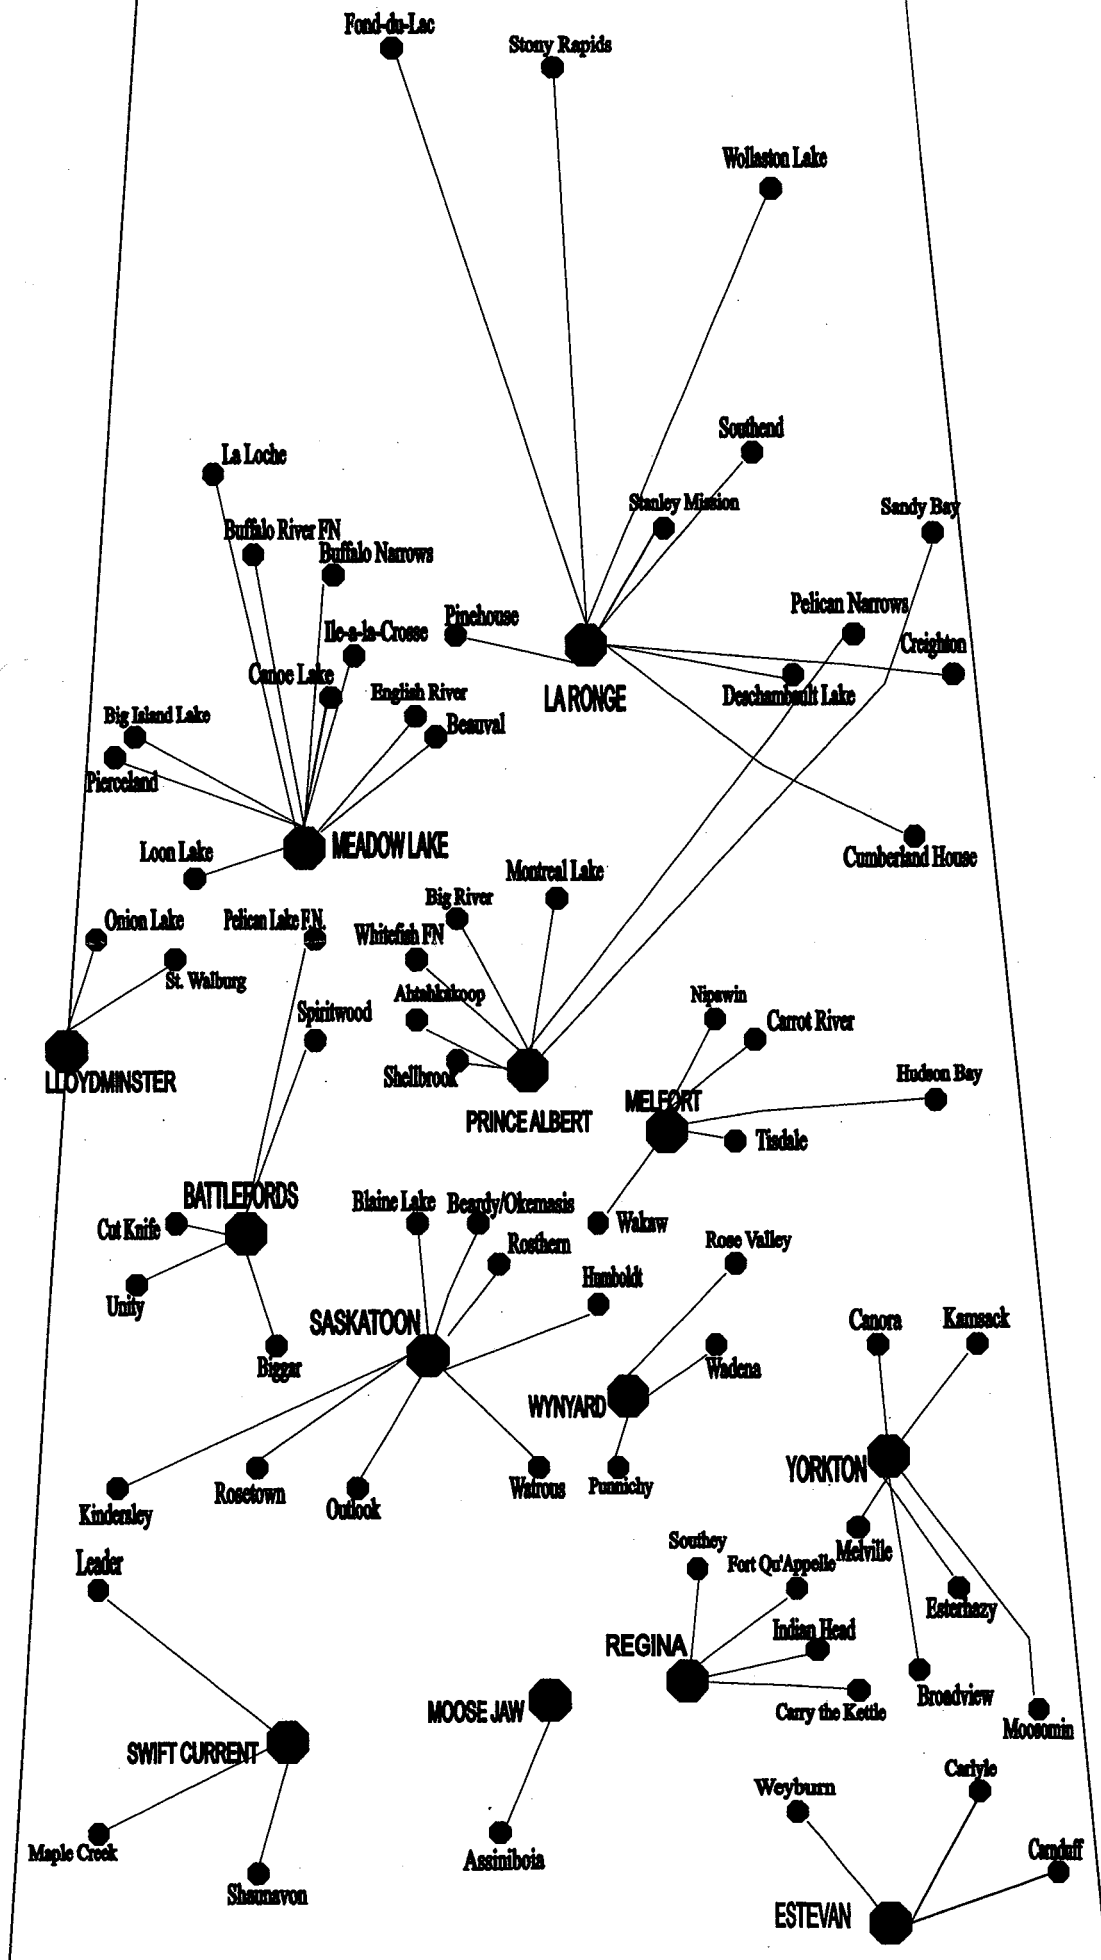 Fond-du-Lac
Stony Rapids
Wollaston Lake
Southend
La Loche
Stanley Mission
Sandy Bay
Buffalo River FN
Buffalo Narrows
Pelican Narrows
Pinehouse
Ile-a-la-Crosse
Creighton
Canoe Lake
English River
LA RONGE
Deschambault Lake
Big Island Lake
Beauval
Pierceland
MEADOW LAKE
Loon Lake
Cumberland House
Montreal Lake
Big River
Onion Lake
Pelican Lake F.N.
Whitefish FN
St. Walburg
Ahtahkakoop
Nipawin
Spiritwood
Carrot River
Shellbrook
Hudson Bay
LLOYDMINSTER
MELFORT
PRINCE ALBERT
Tisdale
BATTLEFORDS
Blaine Lake
Beardy/Okemasis
Cut Knife
Wakaw
Rosthern
Rose Valley
Humboldt
Unity
SASKATOON
Canora
Kamsack
Biggar
Wadena
WYNYARD
YORKTON
Rosetown
Watrous
Punnichy
Outlook
Kindersley
Southey
Melville
Leader
Fort Qu'Appelle
Esterhazy
Indian Head
REGINA
Broadview
MOOSE JAW
Carry the Kettle
Moosomin
SWIFT CURRENT
Carlyle
Weyburn
Maple Creek
Carnduff
Assiniboia
Shaunavon
ESTEVAN